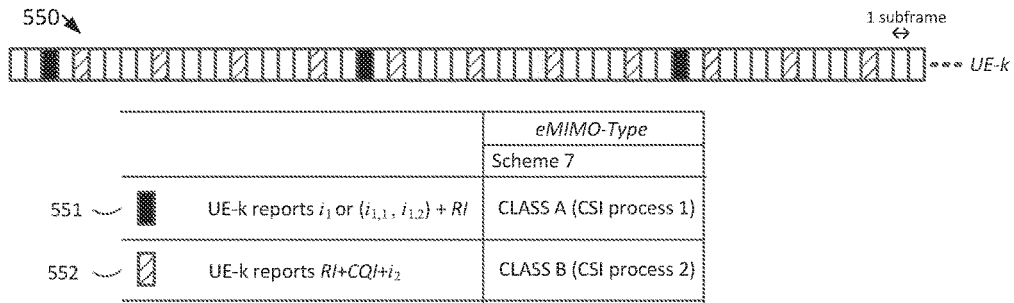 550
1 subframe
UE-k
eMIMO-Type
Scheme 7
551 UE-k reports i₁ or (i₁,₁ , i₁,₂) + RI CLASS A (CSI process 1)
552 UE-k reports RI+CQI+i₂ CLASS B (CSI process 2)